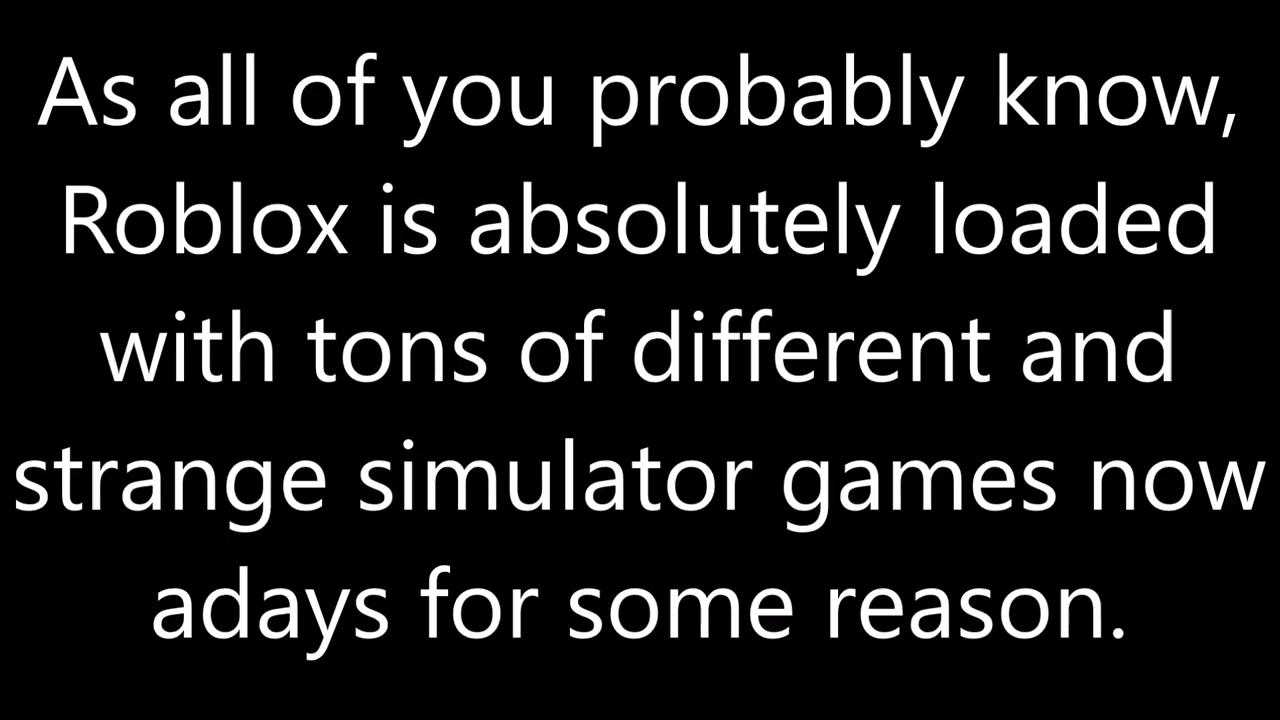 As all of you probably know,
Roblox is absolutely loaded
with tons of different and
strange simulator games now
adays for some reason.